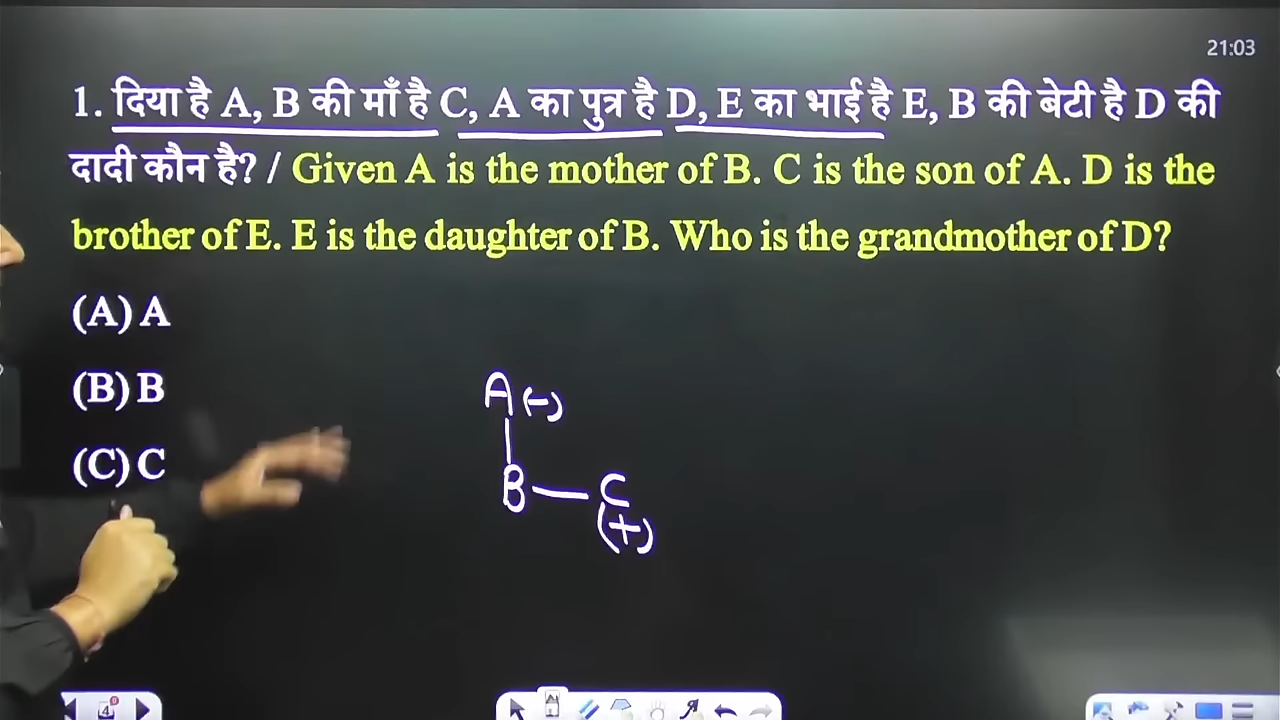 21:03
1. दिया है A, B की माँ है C, A का पुत्र है D, E का भाई है E, B की बेटी है D की
दादी कौन है? / Given A is the mother of B. C is the son of A. D is the
brother of E. E is the daughter of B. Who is the grandmother of D?
(A) A
(B) B
(C) C
A (-)
B — C
(+)
4